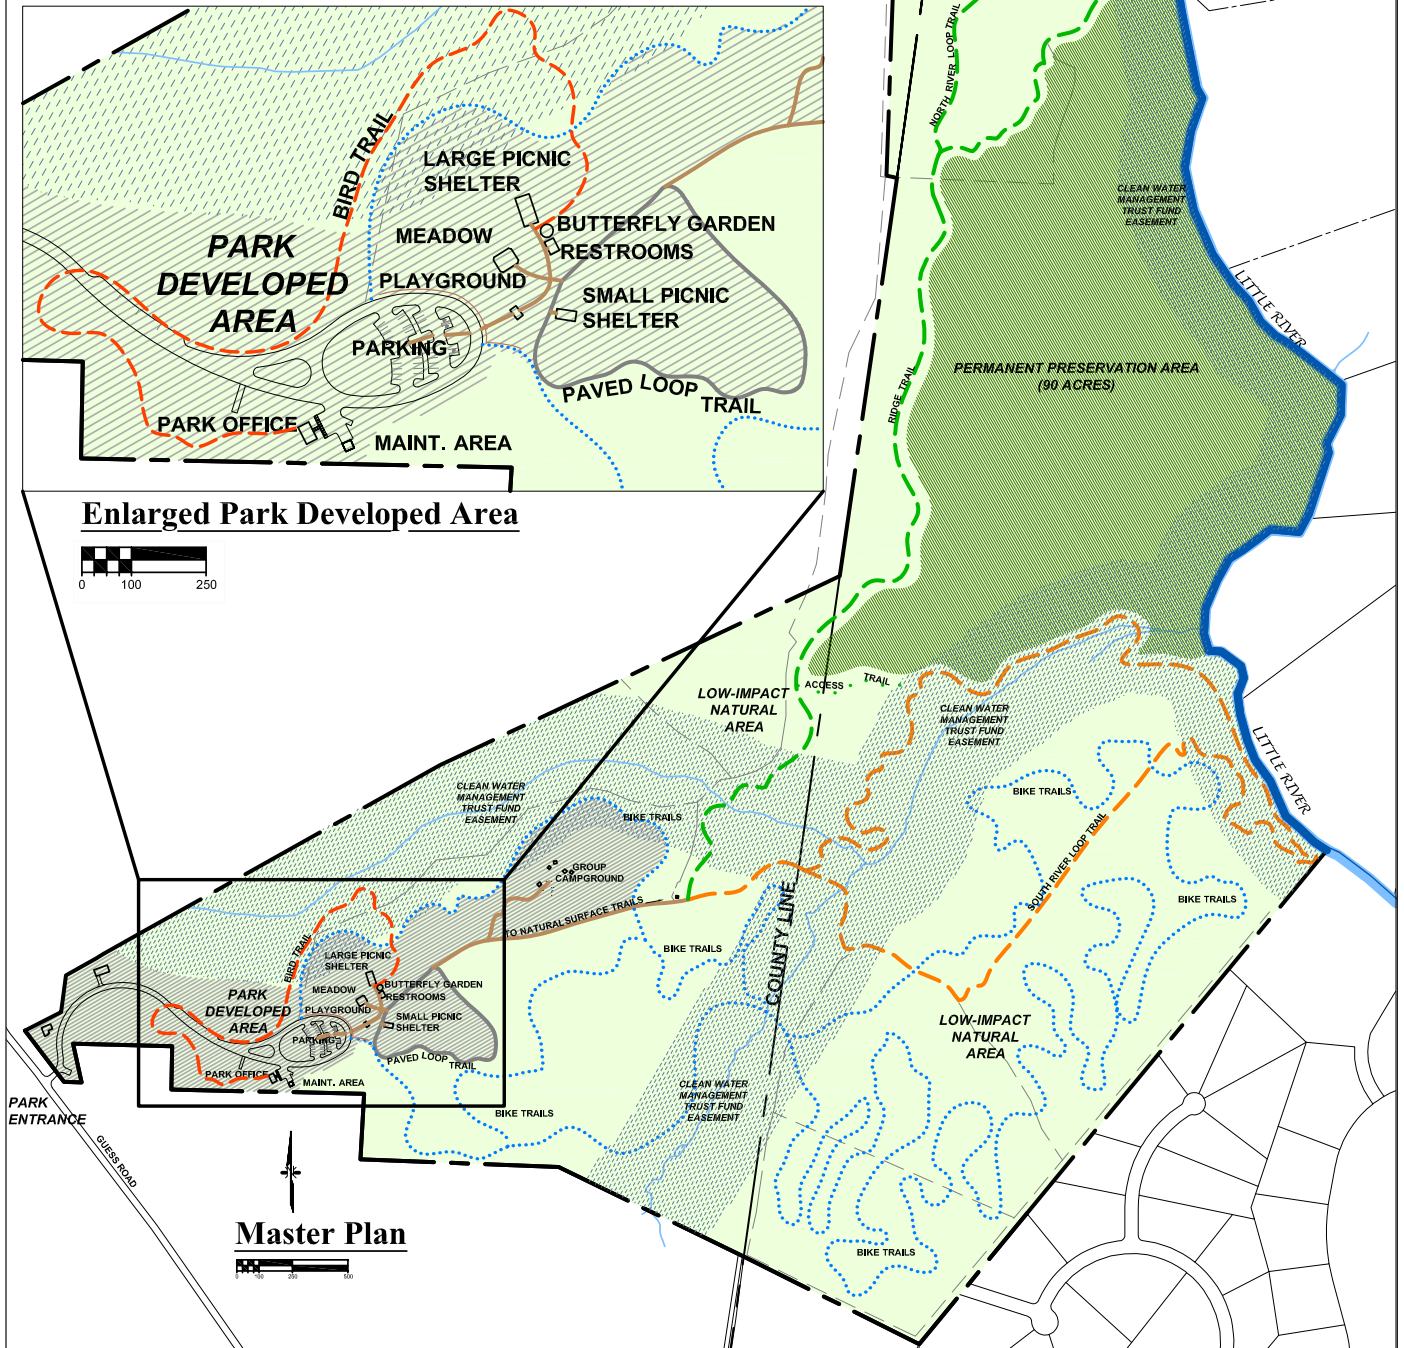 BIRD TRAIL
LARGE PICNIC
SHELTER
BUTTERFLY GARDEN
RESTROOMS
MEADOW
PARK
DEVELOPED
AREA
PLAYGROUND
SMALL PICNIC
SHELTER
PARKING
PAVED LOOP TRAIL
PARK OFFICE
MAINT. AREA
Enlarged Park Developed Area
0 100 250
NORTH RIVER LOOP TRAIL
CLEAN WATER
MANAGEMENT
TRUST FUND
EASEMENT
LITTLE RIVER
PERMANENT PRESERVATION AREA
(90 ACRES)
RIDGE TRAIL
ACCESS TRAIL
LOW-IMPACT
NATURAL
AREA
CLEAN WATER
MANAGEMENT
TRUST FUND
EASEMENT
LITTLE RIVER
CLEAN WATER
MANAGEMENT
TRUST FUND
EASEMENT
BIKE TRAILS
BIKE TRAILS
SOUTH RIVER LOOP TRAIL
GROUP
CAMPGROUND
BIKE TRAILS
TO NATURAL SURFACE TRAILS
BIKE TRAILS
COUNTY LINE
BIRD TRAIL
LARGE PICNIC
SHELTER
BUTTERFLY GARDEN
RESTROOMS
MEADOW
PARK
DEVELOPED
AREA
PLAYGROUND
SMALL PICNIC
SHELTER
PARKING
PAVED LOOP TRAIL
PARK OFFICE
MAINT. AREA
LOW-IMPACT
NATURAL
AREA
CLEAN WATER
MANAGEMENT
TRUST FUND
EASEMENT
BIKE TRAILS
PARK
ENTRANCE
GUESS ROAD
BIKE TRAILS
Master Plan
0 100 250 500